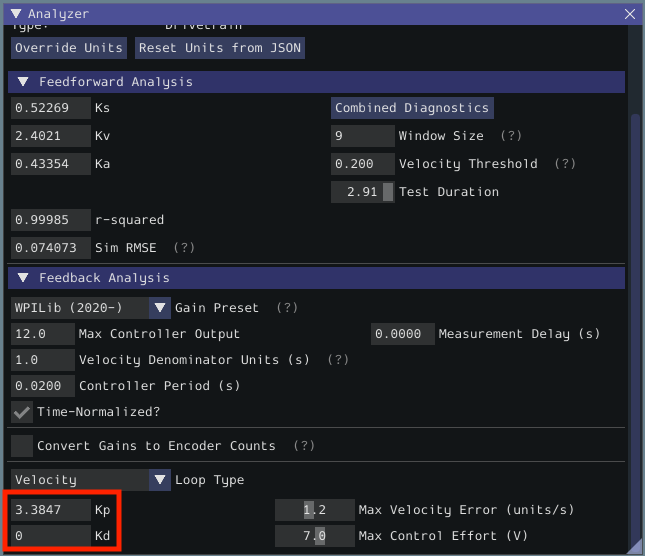 Analyzer
Type: Drivetrain
Override Units Reset Units from JSON
Feedforward Analysis
0.52269 Ks Combined Diagnostics
2.4021 Kv 9 Window Size (?)
0.43354 Ka 0.200 Velocity Threshold (?)
2.91 Test Duration
0.99985 r-squared
0.074073 Sim RMSE (?)
Feedback Analysis
WPILib (2020-) Gain Preset (?)
12.0 Max Controller Output 0.0000 Measurement Delay (s)
1.0 Velocity Denominator Units (s) (?)
0.0200 Controller Period (s)
Time-Normalized?
Convert Gains to Encoder Counts (?)
Velocity Loop Type
3.3847 Kp 1.2 Max Velocity Error (units/s)
0 Kd 7.0 Max Control Effort (V)